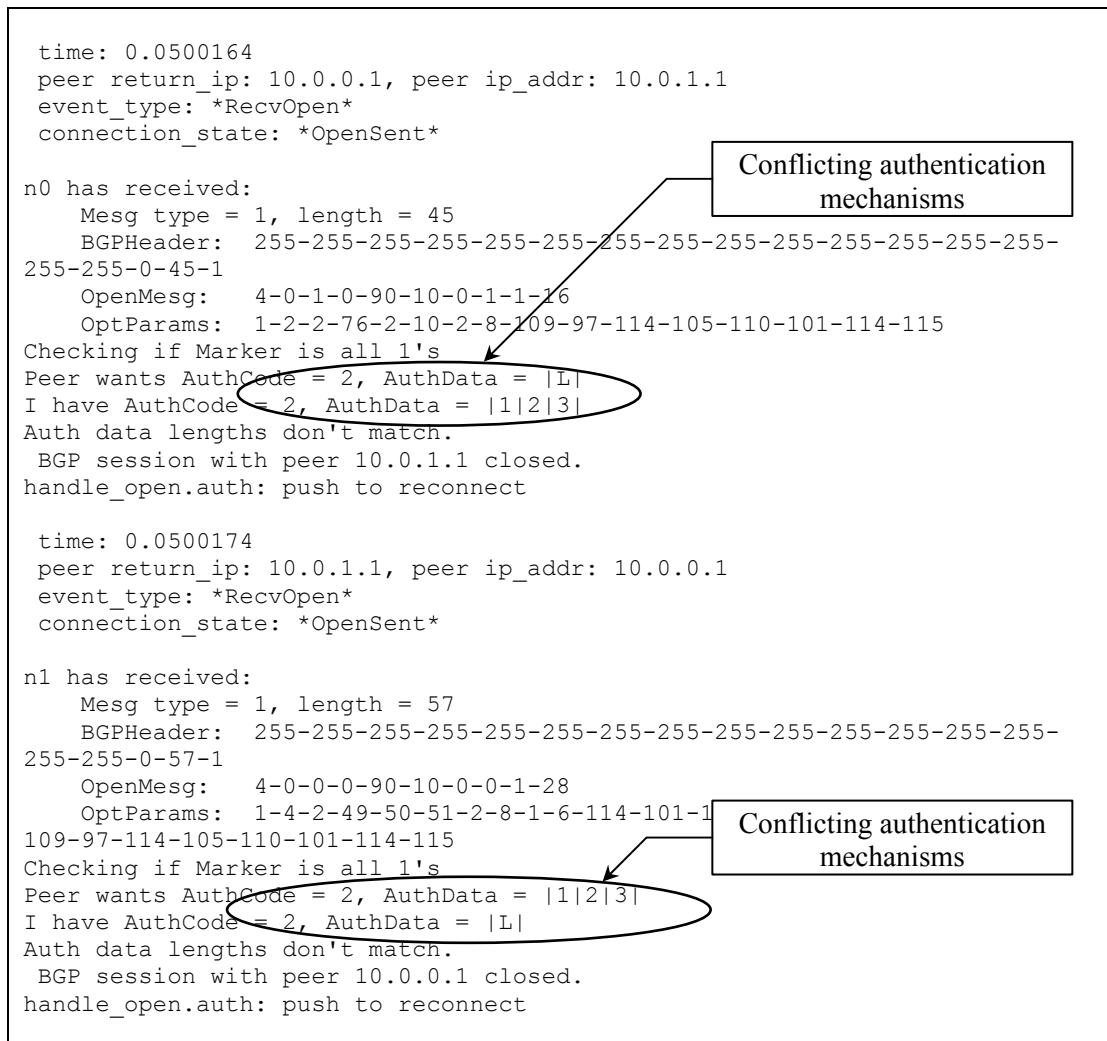 time: 0.0500164
peer return_ip: 10.0.0.1, peer ip_addr: 10.0.1.1
event_type: *RecvOpen*
connection_state: *OpenSent*
Conflicting authentication
mechanisms
n0 has received:
Mesg type = 1, length = 45
BGPHeader: 255-255-255-255-255-255-255-255-255-255-255-255-255-255-
255-255-0-45-1
OpenMesg: 4-0-1-0-90-10-0-1-1-16
OptParams: 1-2-2-76-2-10-2-8-109-97-114-105-110-101-114-115
Checking if Marker is all 1's
Peer wants AuthCode = 2, AuthData = |L|
I have AuthCode = 2, AuthData = |1|2|3|
Auth data lengths don't match.
BGP session with peer 10.0.1.1 closed.
handle_open.auth: push to reconnect
time: 0.0500174
peer return_ip: 10.0.1.1, peer ip_addr: 10.0.0.1
event_type: *RecvOpen*
connection_state: *OpenSent*
n1 has received:
Mesg type = 1, length = 57
BGPHeader: 255-255-255-255-255-255-255-255-255-255-255-255-255-255-
255-255-0-57-1
OpenMesg: 4-0-0-0-90-10-0-0-1-28
OptParams: 1-4-2-49-50-51-2-8-1-6-114-101-1
Conflicting authentication
mechanisms
109-97-114-105-110-101-114-115
Checking if Marker is all 1's
Peer wants AuthCode = 2, AuthData = |1|2|3|
I have AuthCode = 2, AuthData = |L|
Auth data lengths don't match.
BGP session with peer 10.0.0.1 closed.
handle_open.auth: push to reconnect